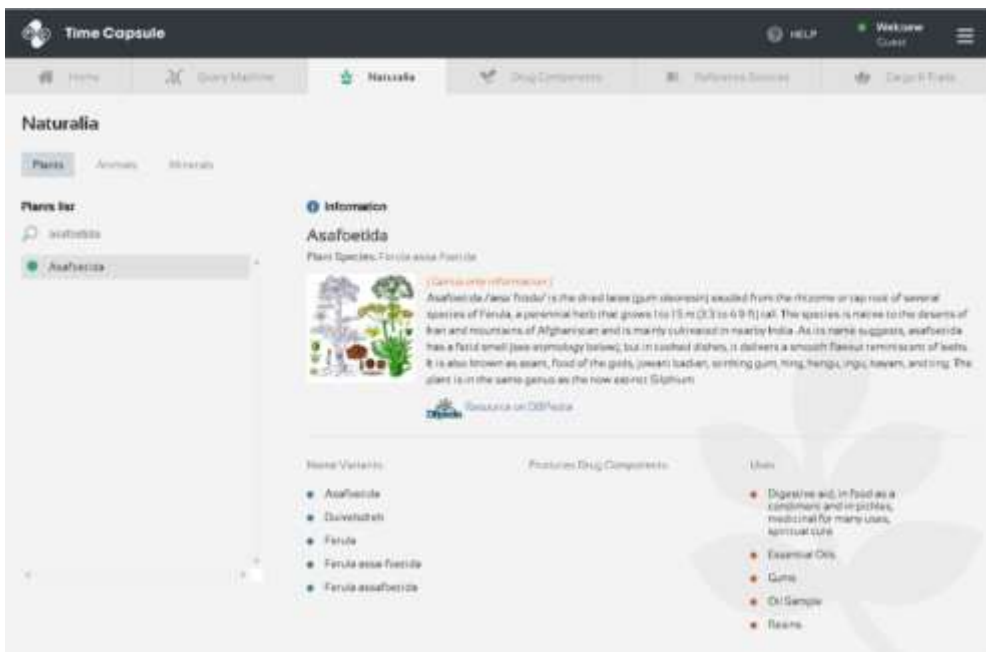 Time Capsule
HELP
Welcome
Guest
Home
Query Machine
Naturalia
Drug Components
Reference Sources
Cargo & Trade
Naturalia
Plants
Animals
Minerals
Plants list
asafoetida
Asafoetida
Information
Asafoetida
Plant Species: Ferula assa-foetida
(Genus only information)
Asafoetida /æsəˈfɛtɪdə/ is the dried latex (gum oleoresin) exuded from the rhizome or tap root of several
species of Ferula, a perennial herb that grows 1 to 1.5 m (3.3 to 4.9 ft) tall. The species is native to the deserts of
Iran and mountains of Afghanistan and is mainly cultivated in nearby India. As its name suggests, asafoetida
has a fetid smell (see etymology below), but in cooked dishes, it delivers a smooth flavour reminiscent of leeks.
It is also known as asant, food of the gods, jowani badian, stinking gum, hing, hengu, ingu, kayam, and ting. The
plant is in the same genus as the now extinct Silphium
DBpedia
Resource on DBPedia
Name Variants
Asafoetida
Duivelsdrek
Ferula
Ferula assa-foetida
Ferula assafoetida
Produces Drug Components
Uses
Digestive aid, in food as a
condiment and in pickles,
medicinal for many uses,
spiritual cure
Essential Oils
Gums
Oil Sample
Resins